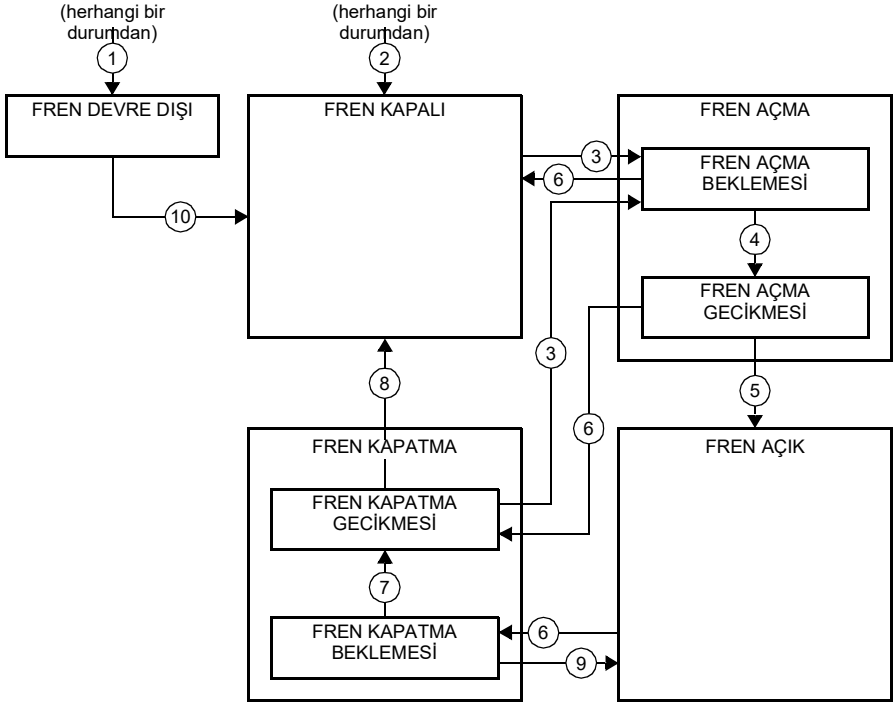 (herhangi bir
durumdan)
(herhangi bir
durumdan)
1
2
FREN DEVRE DIŞI
FREN KAPALI
FREN AÇMA
3
FREN AÇMA
BEKLEMESİ
6
10
4
FREN AÇMA
GECİKMESİ
3
8
5
6
FREN KAPATMA
FREN AÇIK
FREN KAPATMA
GECİKMESİ
7
FREN KAPATMA
BEKLEMESİ
6
9